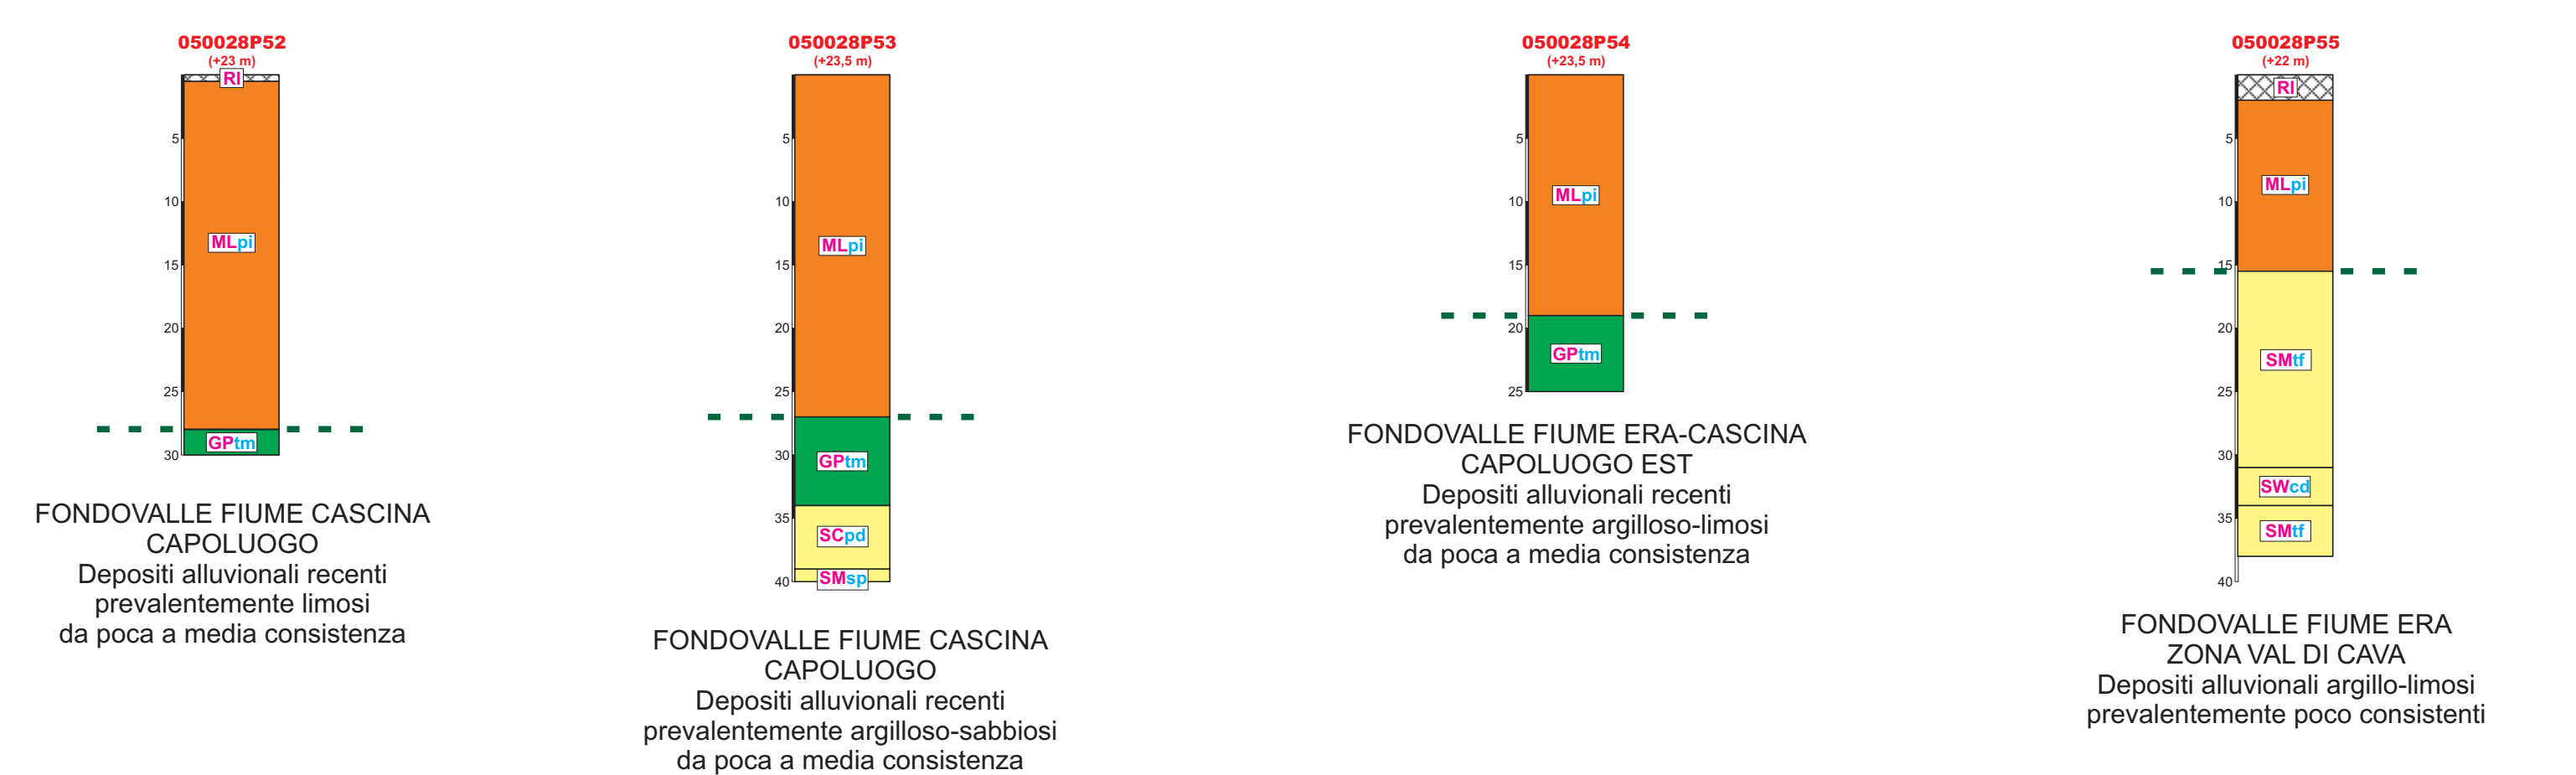 050028P52
(+23 m)
RI
5
10
MLpi
15
20
25
GPtm
30
FONDOVALLE FIUME CASCINA
CAPOLUOGO
Depositi alluvionali recenti
prevalentemente limosi
da poca a media consistenza
050028P53
(+23,5 m)
5
10
MLpi
15
20
25
30
GPtm
35
SCpd
40
SMsp
FONDOVALLE FIUME CASCINA
CAPOLUOGO
Depositi alluvionali recenti
prevalentemente argilloso-sabbiosi
da poca a media consistenza
050028P54
(+23,5 m)
5
MLpi
10
15
20
GPtm
25
FONDOVALLE FIUME ERA-CASCINA
CAPOLUOGO EST
Depositi alluvionali recenti
prevalentemente argilloso-limosi
da poca a media consistenza
050028P55
(+22 m)
RI
5
MLpi
10
15
20
SMtf
25
30
SWcd
35
SMtf
40
FONDOVALLE FIUME ERA
ZONA VAL DI CAVA
Depositi alluvionali argillo-limosi
prevalentemente poco consistenti